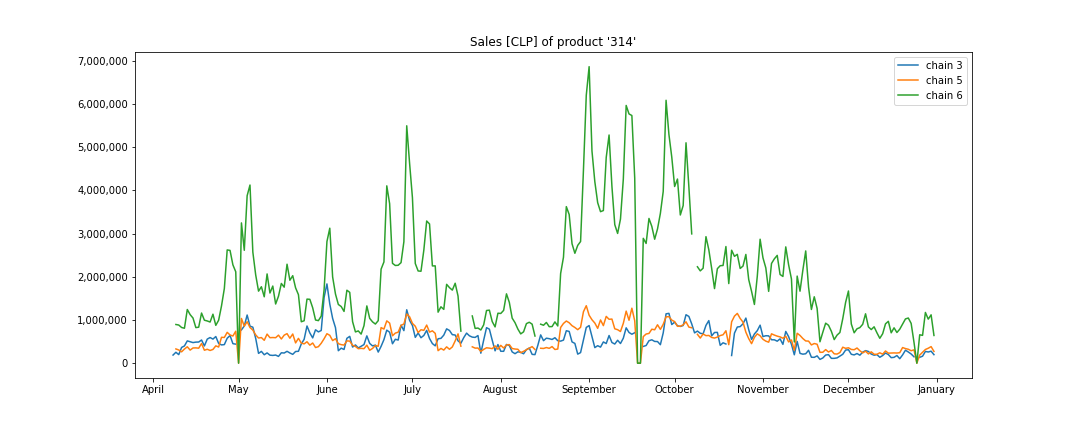 Sales [CLP] of product '314'
7,000,000
6,000,000
5,000,000
4,000,000
3,000,000
2,000,000
1,000,000
0
chain 3
chain 5
chain 6
April May June July August September October November December January